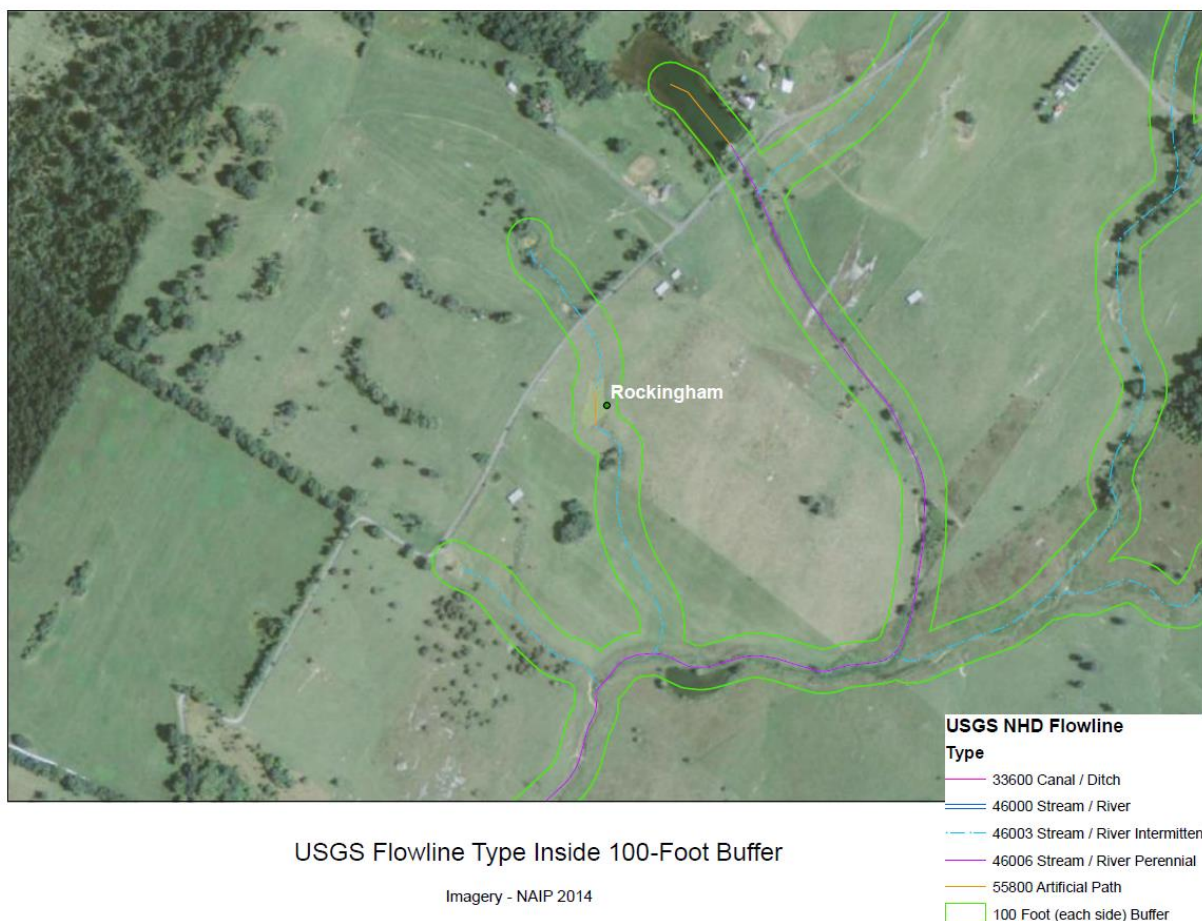 Rockingham
USGS NHD Flowline
Type
33600 Canal / Ditch
46000 Stream / River
46003 Stream / River Intermitten
46006 Stream / River Perennial
55800 Artificial Path
100 Foot (each side) Buffer
USGS Flowline Type Inside 100-Foot Buffer
Imagery - NAIP 2014